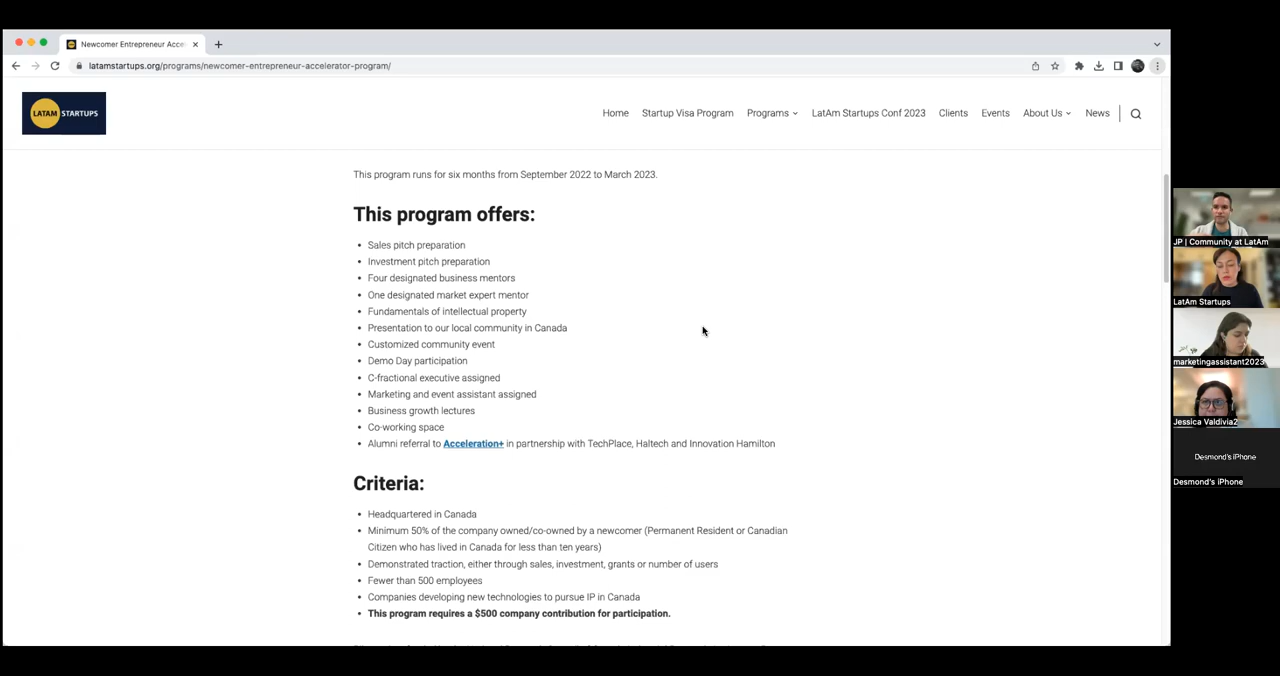 Newcomer Entrepreneur Acce
latamstartups.org/programs/newcomer-entrepreneur-accelerator-program/
LATAM STARTUPS
Home Startup Visa Program Programs LatAm Startups Conf 2023 Clients Events About Us News
This program runs for six months from September 2022 to March 2023.
This program offers:
• Sales pitch preparation
• Investment pitch preparation
• Four designated business mentors
• One designated market expert mentor
• Fundamentals of intellectual property
• Presentation to our local community in Canada
• Customized community event
• Demo Day participation
• C-fractional executive assigned
• Marketing and event assistant assigned
• Business growth lectures
• Co-working space
• Alumni referral to Acceleration+ in partnership with TechPlace, Haltech and Innovation Hamilton
Criteria:
• Headquartered in Canada
• Minimum 50% of the company owned/co-owned by a newcomer (Permanent Resident or Canadian
Citizen who has lived in Canada for less than ten years)
• Demonstrated traction, either through sales, investment, grants or number of users
• Fewer than 500 employees
• Companies developing new technologies to pursue IP in Canada
• This program requires a $500 company contribution for participation.
JP | Community at LatAm
LatAm Startups
marketingassistant2023
Jessica Valdivia2
Desmond's iPhone
Desmond's iPhone